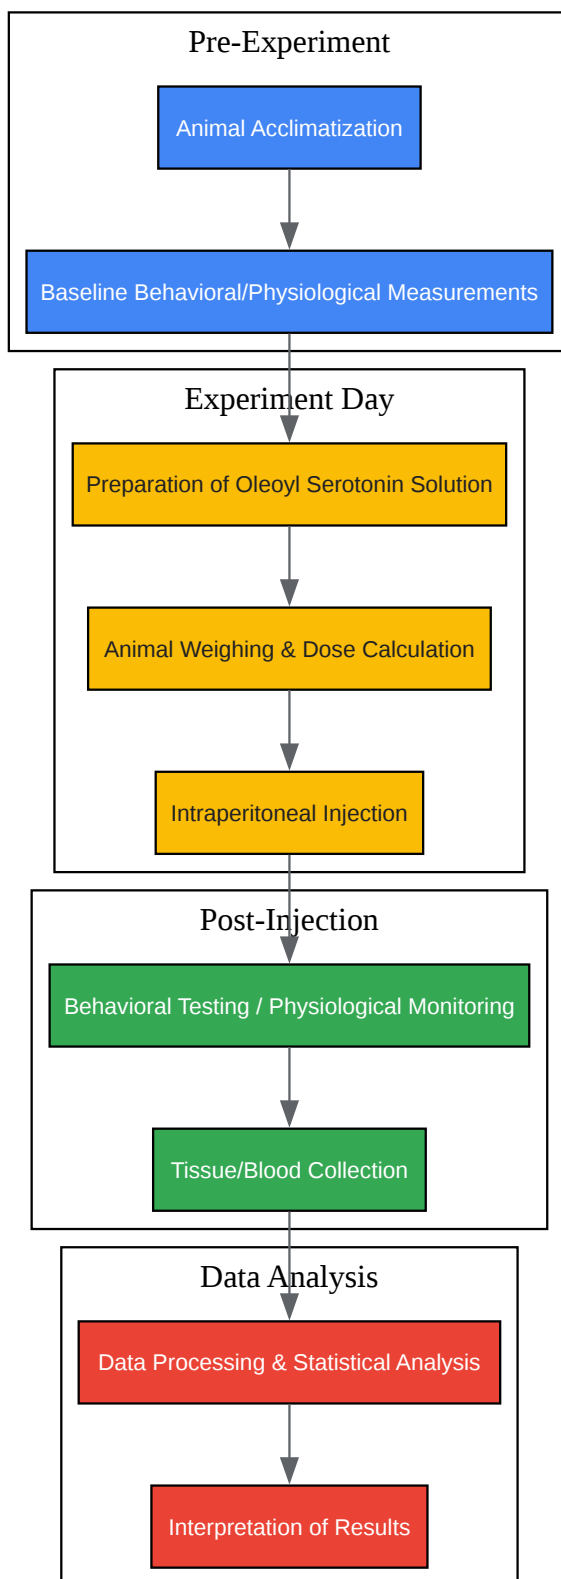 Pre-Experiment
Animal Acclimatization
Baseline Behavioral/Physiological Measurements
Experiment Day
Preparation of Oleoyl Serotonin Solution
Animal Weighing & Dose Calculation
Intraperitoneal Injection
Post-Injection
Behavioral Testing / Physiological Monitoring
Tissue/Blood Collection
Data Analysis
Data Processing & Statistical Analysis
Interpretation of Results